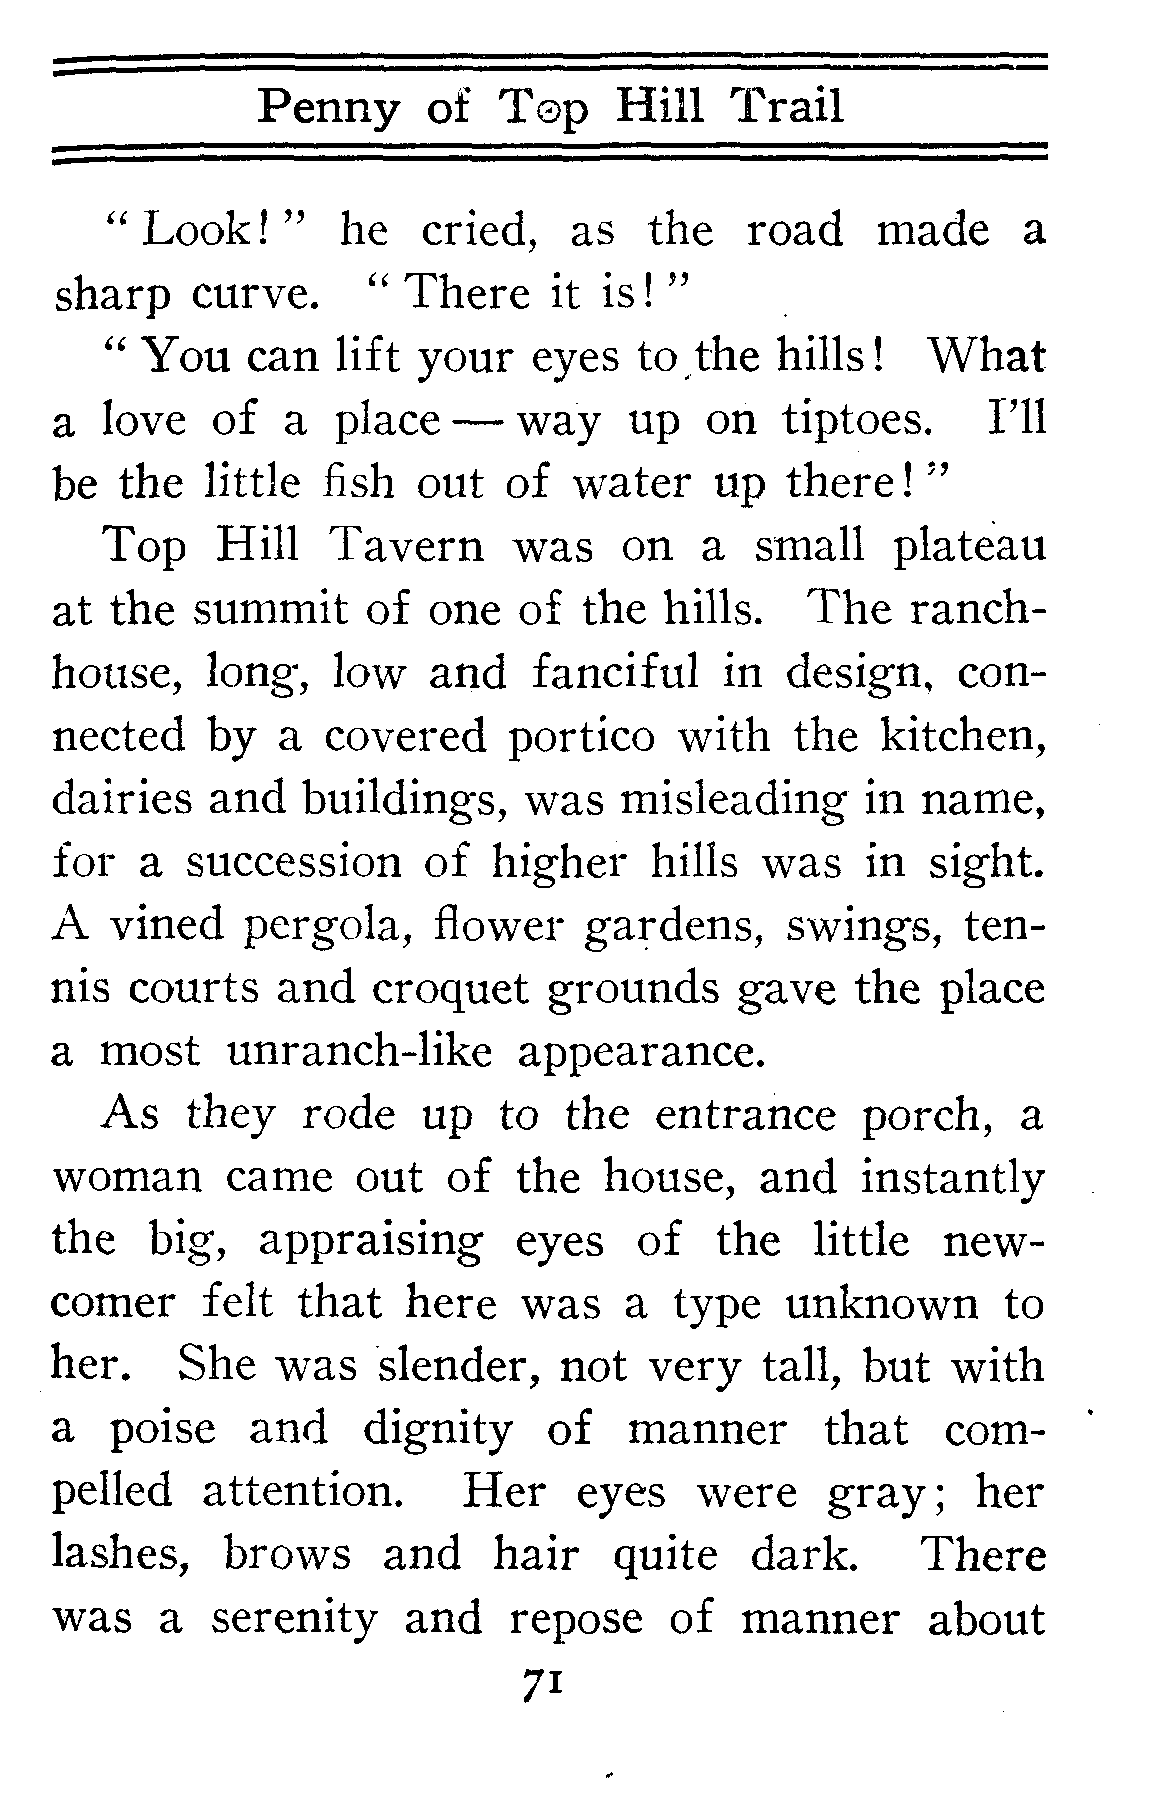 Penny of Top Hill Trail
"Look!" he cried, as the road made a
sharp curve. "There it is!"
"You can lift your eyes to the hills! What
a love of a place — way up on tiptoes. I'll
be the little fish out of water up there!"
Top Hill Tavern was on a small plateau
at the summit of one of the hills. The ranch-
house, long, low and fanciful in design, con-
nected by a covered portico with the kitchen,
dairies and buildings, was misleading in name,
for a succession of higher hills was in sight.
A vined pergola, flower gardens, swings, ten-
nis courts and croquet grounds gave the place
a most unranch-like appearance.
As they rode up to the entrance porch, a
woman came out of the house, and instantly
the big, appraising eyes of the little new-
comer felt that here was a type unknown to
her. She was slender, not very tall, but with
a poise and dignity of manner that com-
pelled attention. Her eyes were gray; her
lashes, brows and hair quite dark. There
was a serenity and repose of manner about
71